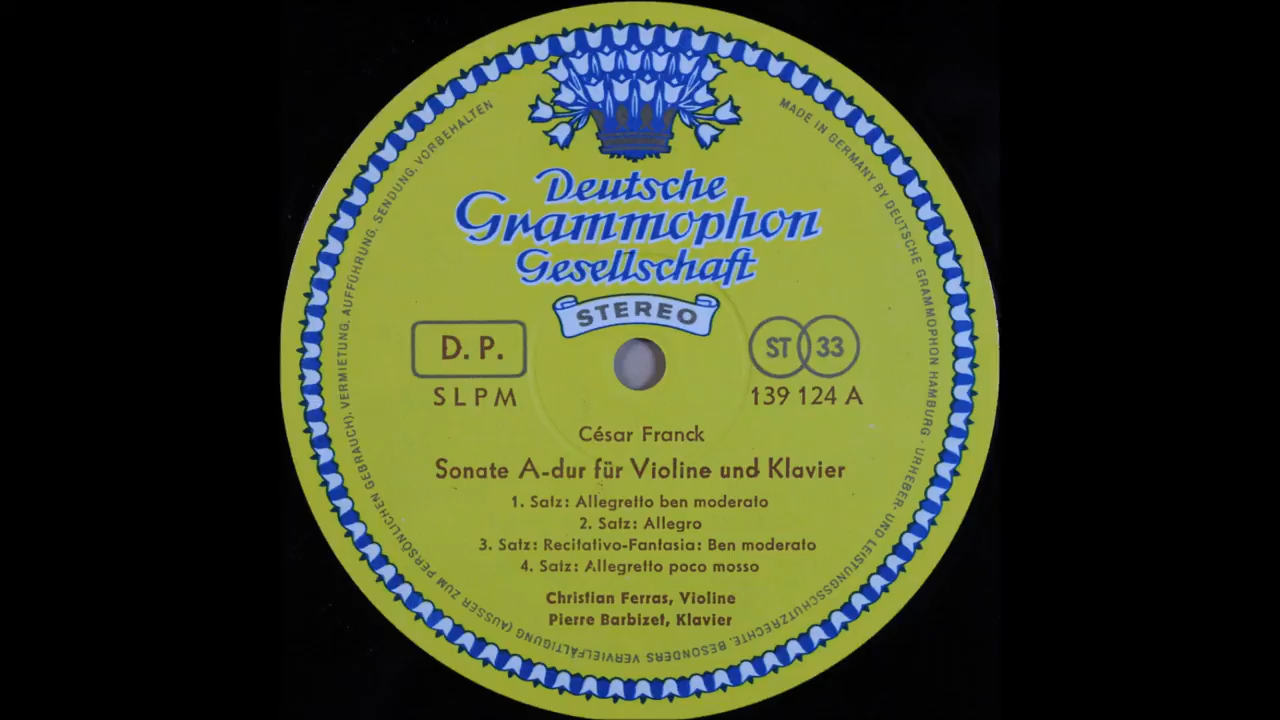 Deutsche
Grammophon
Gesellschaft
STEREO
D. P.
SLPM
ST 33
139 124 A
César Franck
Sonate A-dur für Violine und Klavier
1. Satz: Allegretto ben moderato
2. Satz: Allegro
3. Satz: Recitativo-Fantasia: Ben moderato
4. Satz: Allegretto poco mosso
Christian Ferras, Violine
Pierre Barbizet, Klavier
MADE IN GERMANY BY DEUTSCHE GRAMMOPHON HAMBURG · URHEBER- UND LEISTUNGSSCHUTZRECHTE, BESONDERS VERVIELFÄLTIGUNG (AUSSER ZUM PERSÖNLICHEN GEBRAUCH), VERMIETUNG, AUFFÜHRUNG, SENDUNG, VORBEHALTEN